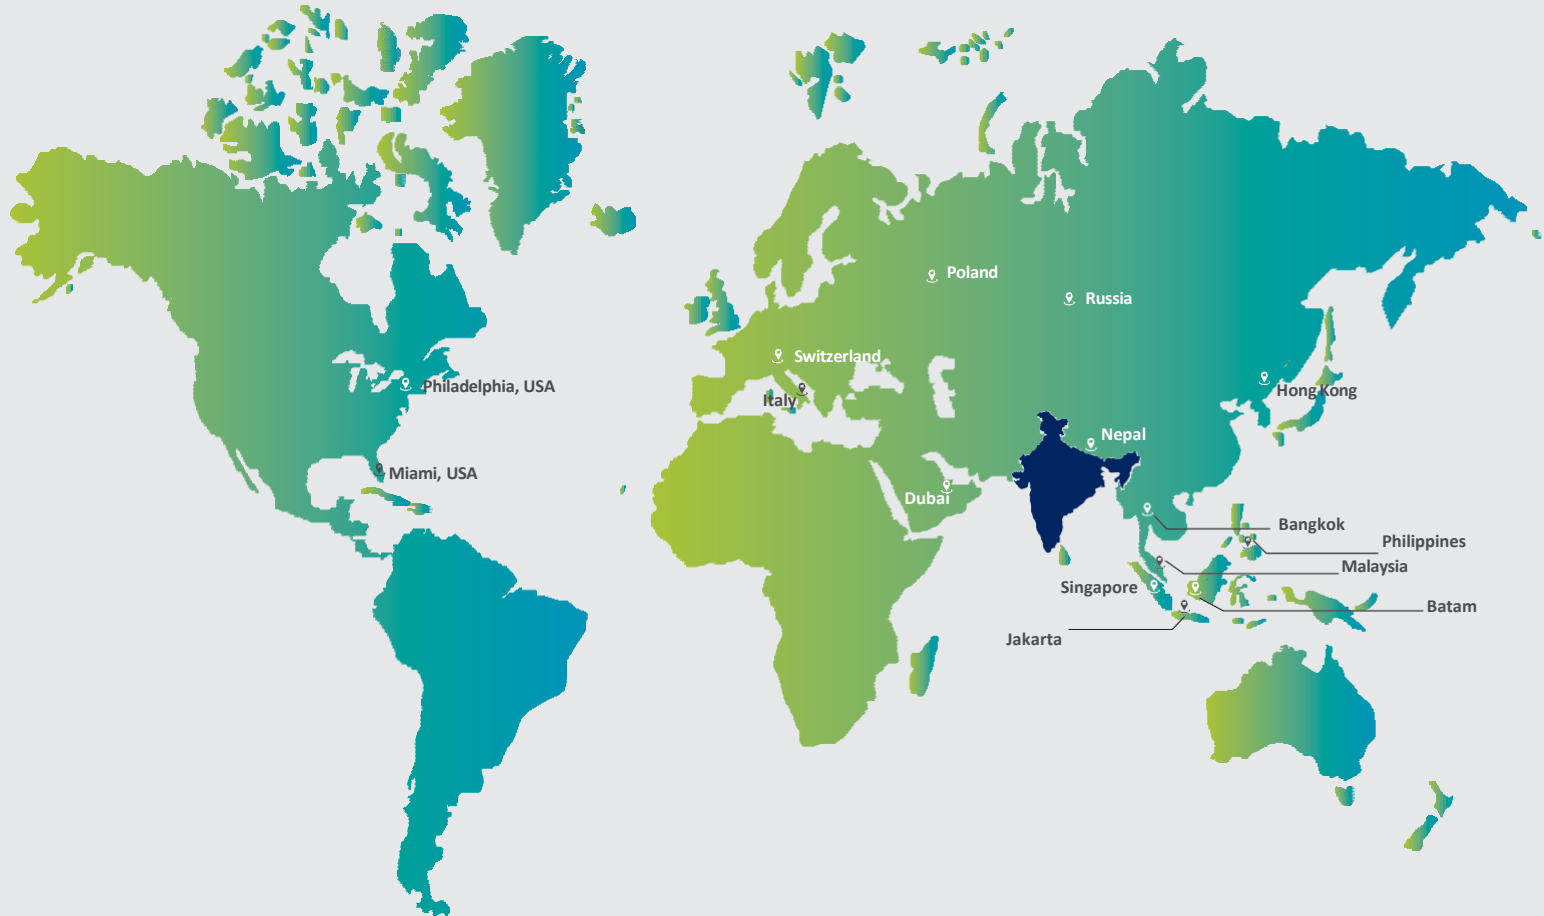 Poland
Russia
Switzerland
Philadelphia, USA
Hong Kong
Italy
Nepal
Miami, USA
Dubai
Bangkok
Philippines
Malaysia
Singapore
Batam
Jakarta